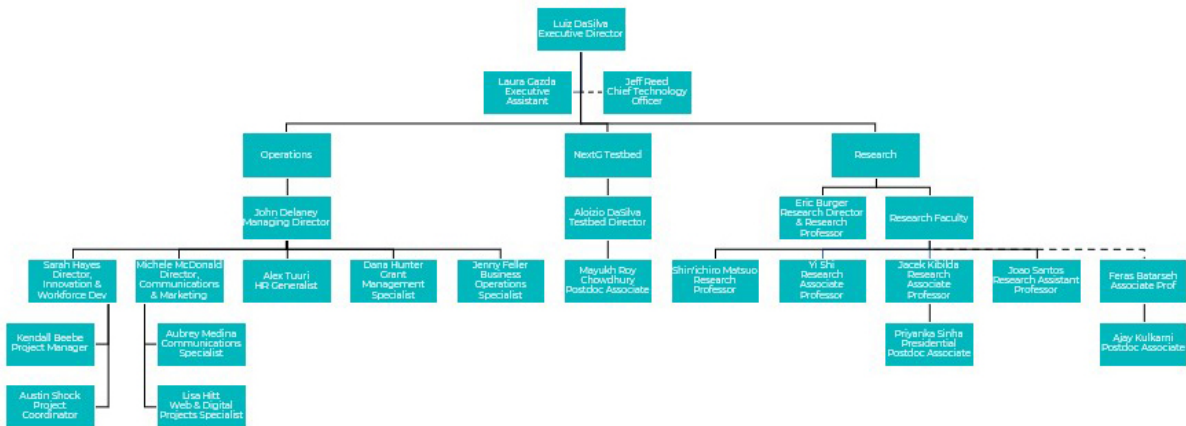 Luiz DaSilva
Executive Director
Laura Gazda
Executive
Assistant
Jeff Reed
Chief Technology
Officer
Operations
NextG Testbed
Research
John Delaney
Managing Director
Aloizio DaSilva
Testbed Director
Eric Burger
Research Director
& Research
Professor
Research Faculty
Sarah Hayes
Director,
Innovation &
Workforce Dev
Michele McDonald
Director,
Communications
& Marketing
Alex Tuuri
HR Generalist
Dana Hunter
Grant
Management
Specialist
Jenny Feller
Business
Operations
Specialist
Mayukh Roy
Chowdhury
Postdoc Associate
Shin'ichiro Matsuo
Research
Professor
Yi Shi
Research
Associate
Professor
Jacek Kibilda
Research
Associate
Professor
Joao Santos
Research Assistant
Professor
Feras Batarseh
Associate Prof
Kendall Beebe
Project Manager
Aubrey Medina
Communications
Specialist
Priyanka Sinha
Presidential
Postdoc Associate
Ajay Kulkarni
Postdoc Associate
Austin Shock
Project
Coordinator
Lisa Hitt
Web & Digital
Projects Specialist